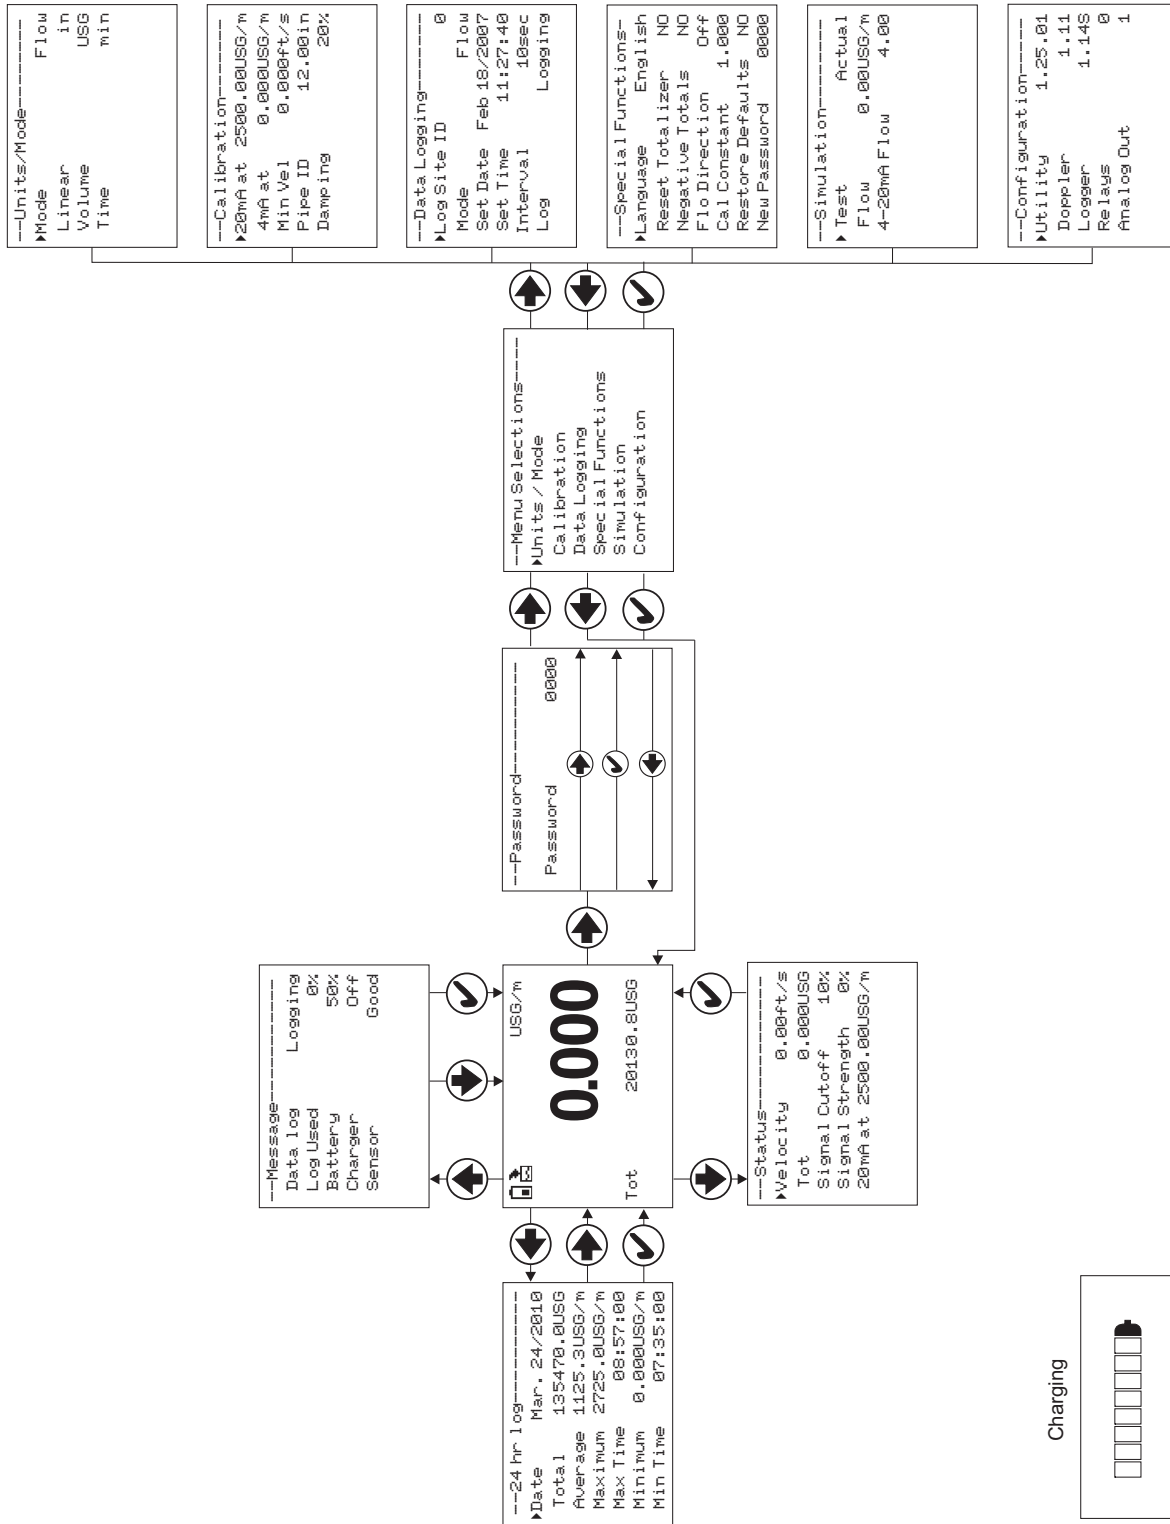 --Units/Mode----------
Mode Flow
Linear in
Volume USG
Time min
--Calibration---------
20mA at 2500.00USG/m
4mA at 0.000USG/m
Min Vel 0.000ft/s
Pipe ID 12.00in
Damping 20%
--Data Logging--------
Log Site ID 0
Mode Flow
Set Date Feb 18/2007
Set Time 11:27:40
Interval 10sec
Log Logging
--Special Functions-
Language English
Reset Totalizer NO
Negative Totals NO
Flo Direction Off
Cal Constant 1.000
Restore Defaults NO
New Password 0000
--Simulation----------
Test Actual
Flow 0.00USG/m
4-20mA Flow 4.00
--Configuration-------
Utility 1.25.01
Doppler 1.11
Logger 1.14S
Relays 0
Analog Out 1
--Menu Selections-----
Units / Mode
Calibration
Data Logging
Special Functions
Simulation
Configuration
--Password------------
Password 0000
--Message-------------
Data log Logging
Log Used 0%
Battery 50%
Charger Off
Sensor Good
USG/m
0.000
Tot 20130.8USG
--Status--------------
Velocity 0.00ft/s
Tot 0.000USG
Signal Cutoff 10%
Signal Strength 0%
20mA at 2500.00USG/m
--24 hr log-----------
Date Mar. 24/2010
Total 135470.0USG
Average 1125.3USG/m
Maximum 2725.0USG/m
Max Time 08:57:00
Minimum 0.000USG/m
Min Time 07:35:00
Charging